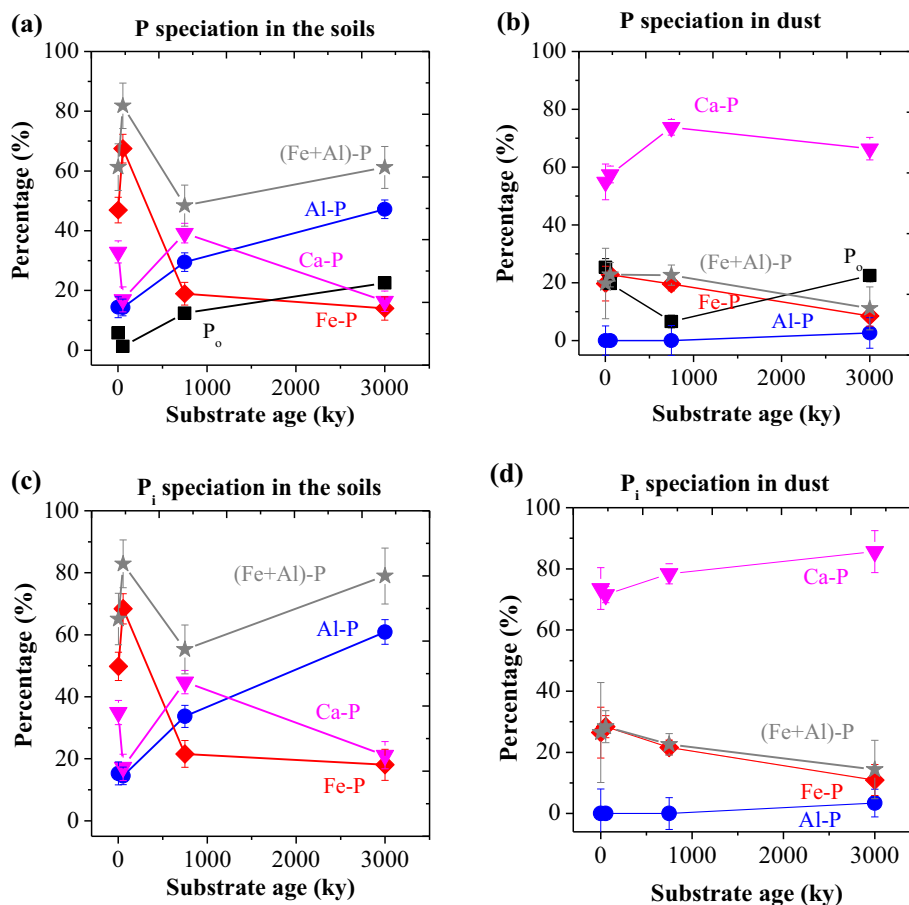 (a) P speciation in the soils
100
80
60
40
20
0
Percentage (%)
(Fe+Al)-P
Al-P
Ca-P
Fe-P
P_o
0 1000 2000 3000
Substrate age (ky)
(b) P speciation in dust
100
80
60
40
20
0
Percentage (%)
Ca-P
(Fe+Al)-P
P_o
Fe-P
Al-P
0 1000 2000 3000
Substrate age (ky)
(c) P_i speciation in the soils
100
80
60
40
20
0
Percentage (%)
(Fe+Al)-P
Al-P
Ca-P
Fe-P
0 1000 2000 3000
Substrate age (ky)
(d) P_i speciation in dust
100
80
60
40
20
0
Percentage (%)
Ca-P
(Fe+Al)-P
Fe-P
Al-P
0 1000 2000 3000
Substrate age (ky)